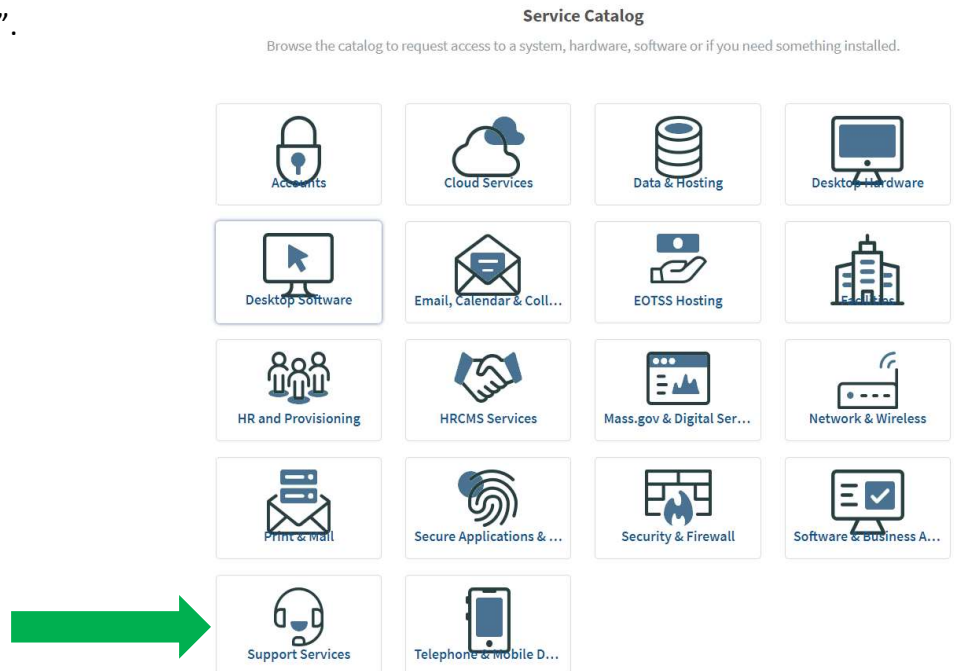 ”.
Service Catalog
Browse the catalog to request access to a system, hardware, software or if you need something installed.
Accounts
Cloud Services
Data & Hosting
Desktop Hardware
Desktop Software
Email, Calendar & Coll...
EOTSS Hosting
Facilities
HR and Provisioning
HRCMS Services
Mass.gov & Digital Ser...
Network & Wireless
Print & Mail
Secure Applications & ...
Security & Firewall
Software & Business A...
Support Services
Telephone & Mobile D...